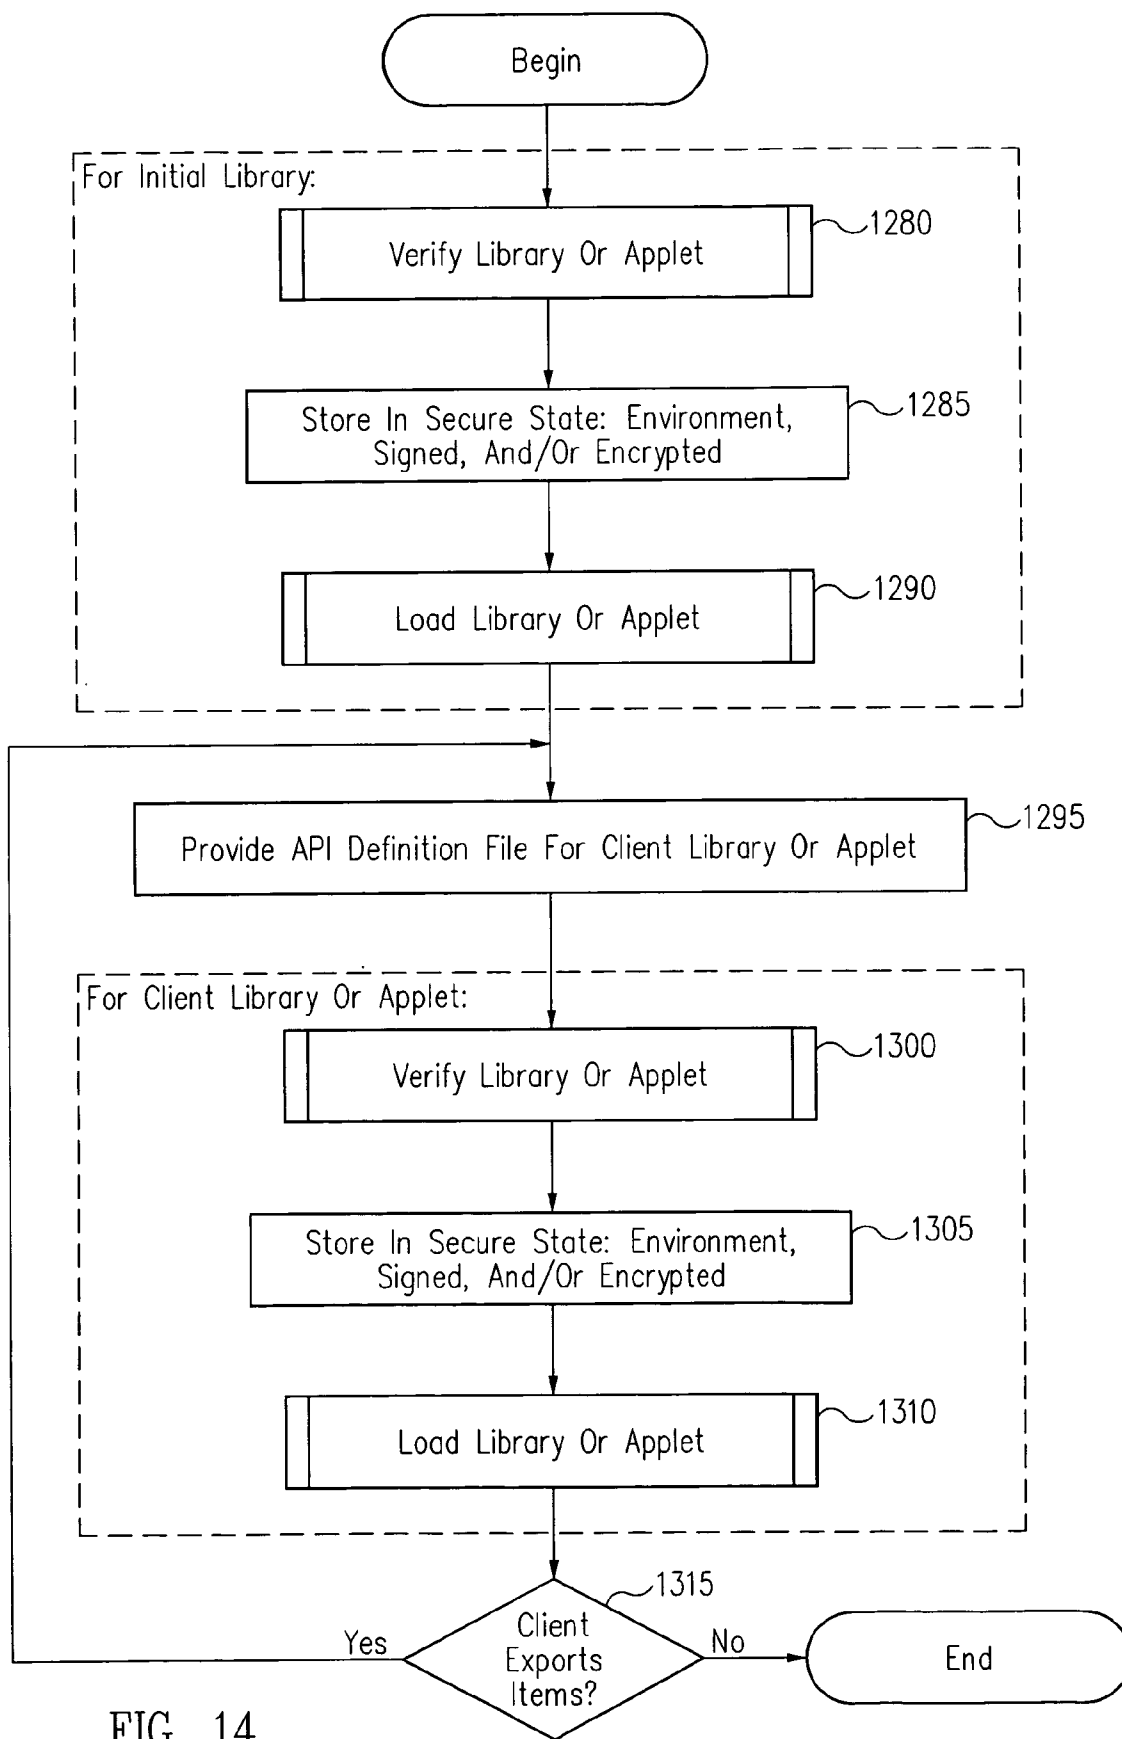 Begin
For Initial Library:
Verify Library Or Applet
1280
Store In Secure State: Environment,
Signed, And/Or Encrypted
1285
Load Library Or Applet
1290
Provide API Definition File For Client Library Or Applet
1295
For Client Library Or Applet:
Verify Library Or Applet
1300
Store In Secure State: Environment,
Signed, And/Or Encrypted
1305
Load Library Or Applet
1310
Client
Exports
Items?
1315
Yes
No
End
FIG. 14